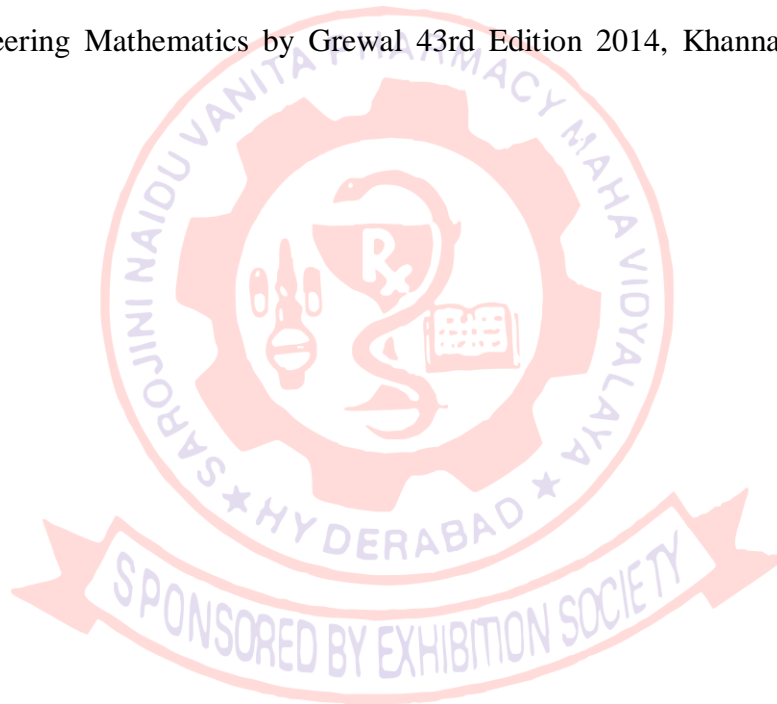 eering Mathematics by Grewal 43rd Edition 2014, Khanna
SAROJINI NAIDU VANITA PHARMACY MAHA VIDYALAYA
★ HYDERABAD ★
Rx
SPONSORED BY EXHIBITION SOCIETY